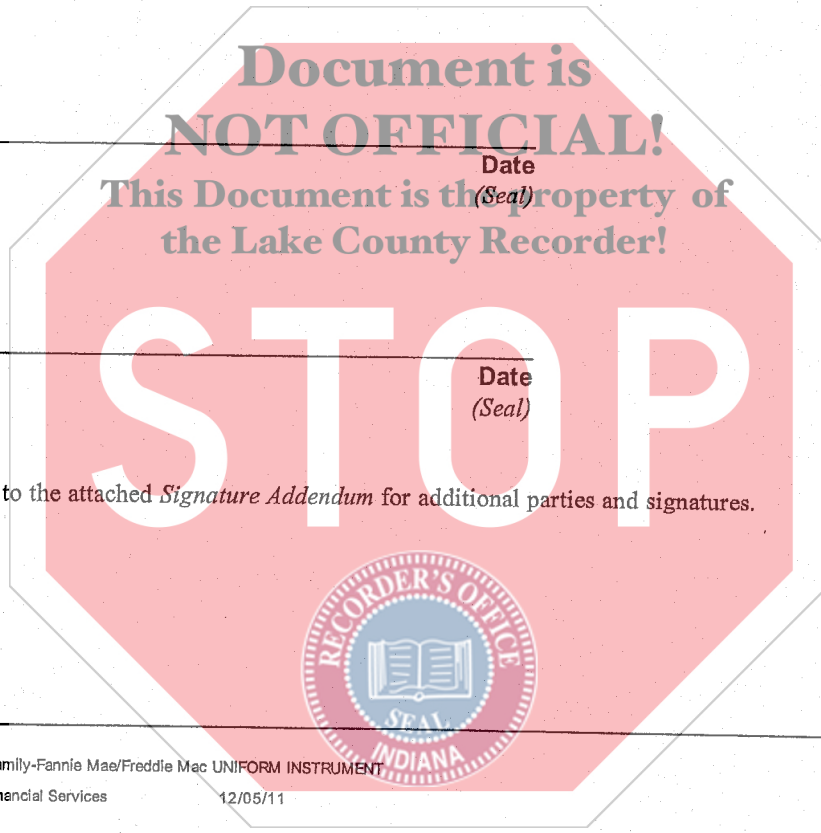 Document is
NOT OFFICIAL!
Date
This Document is the property of
(Seal)
the Lake County Recorder!
STOP
Date
(Seal)
to the attached Signature Addendum for additional parties and signatures.
RECORDER'S OFFICE
SEAL
INDIANA
mily-Fannie Mae/Freddie Mac UNIFORM INSTRUMENT
nancial Services 12/05/11